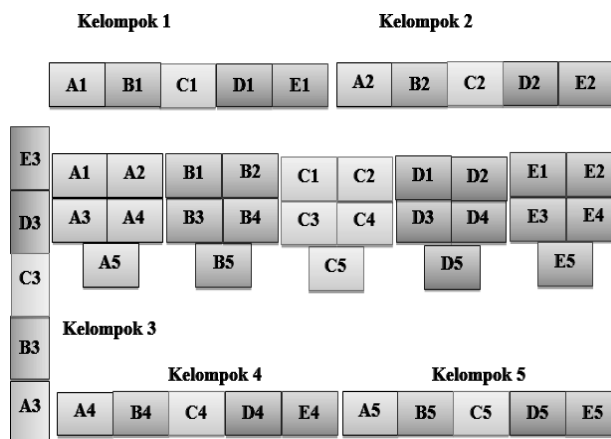 Kelompok 1
Kelompok 2
A1 B1 C1 D1 E1
A2 B2 C2 D2 E2
E3
D3
C3
B3
A3
A1 A2 B1 B2 C1 C2 D1 D2 E1 E2
A3 A4 B3 B4 C3 C4 D3 D4 E3 E4
A5 B5 C5 D5 E5
Kelompok 3
Kelompok 4
Kelompok 5
A4 B4 C4 D4 E4
A5 B5 C5 D5 E5